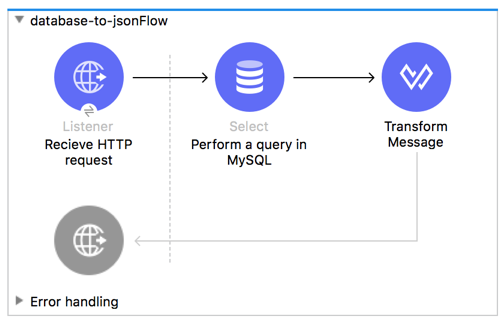 database-to-jsonFlow
Listener
Recieve HTTP
request
Select
Perform a query in
MySQL
Transform
Message
Error handling